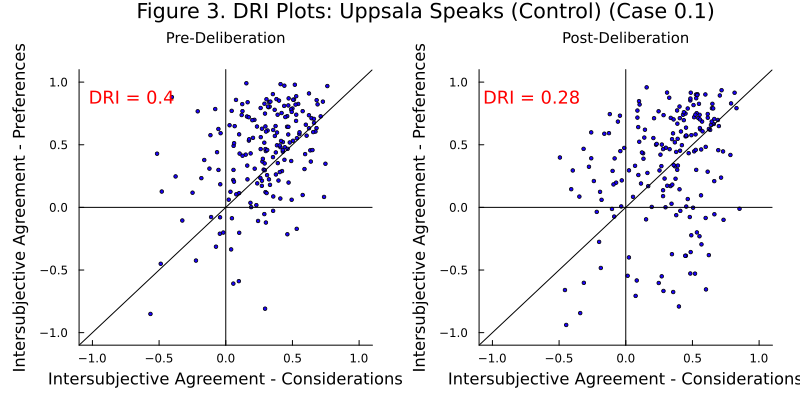 Figure 3. DRI Plots: Uppsala Speaks (Control) (Case 0.1)
Pre-Deliberation
Post-Deliberation
Intersubjective Agreement - Preferences
1.0
0.5
0.0
−0.5
−1.0
DRI = 0.4
−1.0
−0.5
0.0
0.5
1.0
Intersubjective Agreement - Considerations
Intersubjective Agreement - Preferences
1.0
0.5
0.0
−0.5
−1.0
DRI = 0.28
−1.0
−0.5
0.0
0.5
1.0
Intersubjective Agreement - Considerations